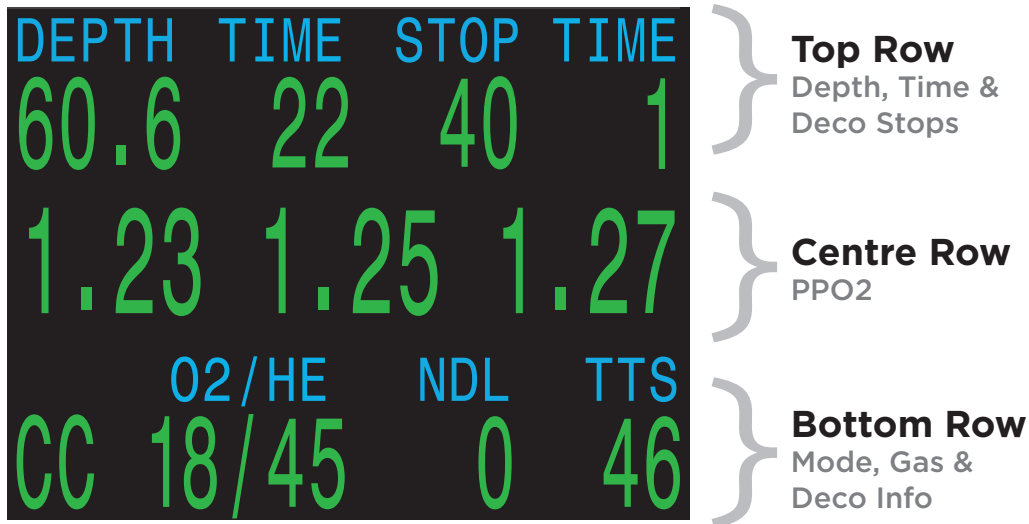 DEPTH TIME STOP TIME
60.6 22 40 1
1.23 1.25 1.27
O2/HE NDL TTS
CC 18/45 0 46
Top Row
Depth, Time &
Deco Stops
Centre Row
PPO2
Bottom Row
Mode, Gas &
Deco Info